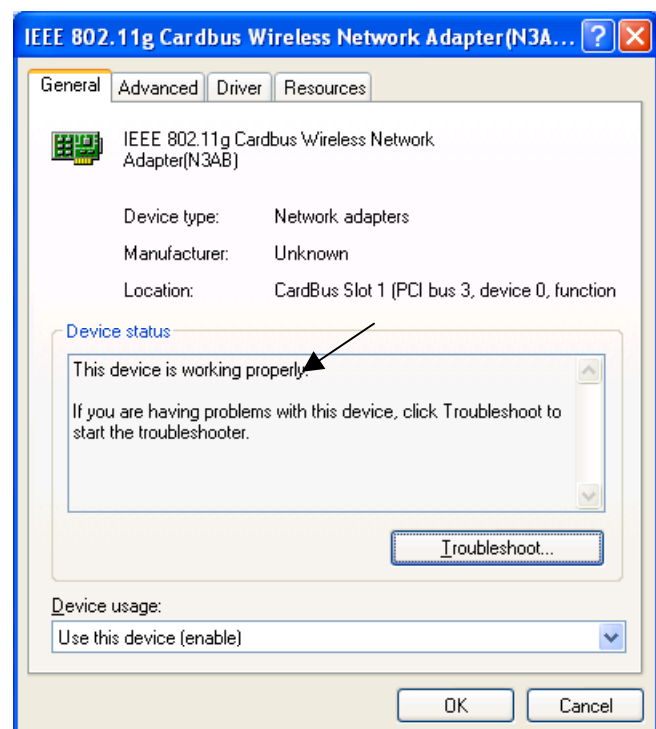 IEEE 802.11g Cardbus Wireless Network Adapter(N3A...
General Advanced Driver Resources
IEEE 802.11g Cardbus Wireless Network
Adapter(N3AB)
Device type: Network adapters
Manufacturer: Unknown
Location: CardBus Slot 1 (PCI bus 3, device 0, function
Device status
This device is working properly.
If you are having problems with this device, click Troubleshoot to
start the troubleshooter.
Troubleshoot...
Device usage:
Use this device (enable)
OK Cancel